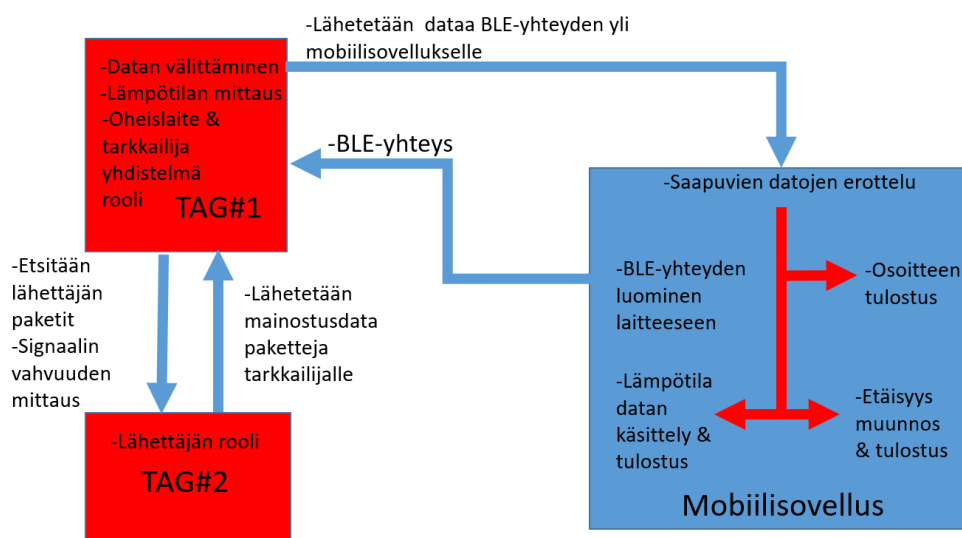 -Lähetetään dataa BLE-yhteyden yli
mobiilisovellukselle
-Datan välittäminen
-Lämpötilan mittaus
-Oheislaite &
tarkkailija
yhdistelmä
rooli
TAG#1
-BLE-yhteys
-Etsitään
lähettäjän
paketit
-Signaalin
vahvuuden
mittaus
-Lähetetään
mainostusdata
paketteja
tarkkailijalle
-Lähettäjän rooli
TAG#2
-Saapuvien datojen erottelu
-BLE-yhteyden
luominen
laitteeseen
-Osoitteen
tulostus
-Lämpötila
datan
käsittely &
tulostus
-Etäisyys
muunnos
& tulostus
Mobiilisovellus